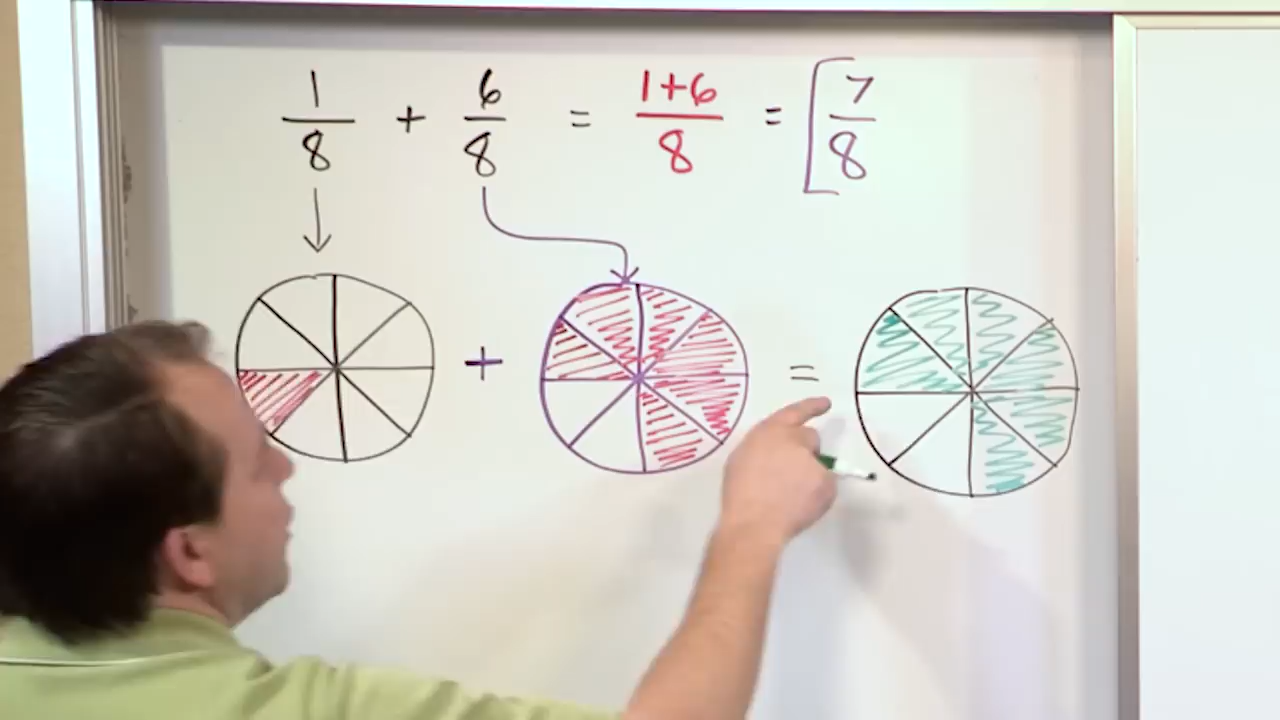 1/8 + 6/8 = 1+6/8 = [7/8
+ =